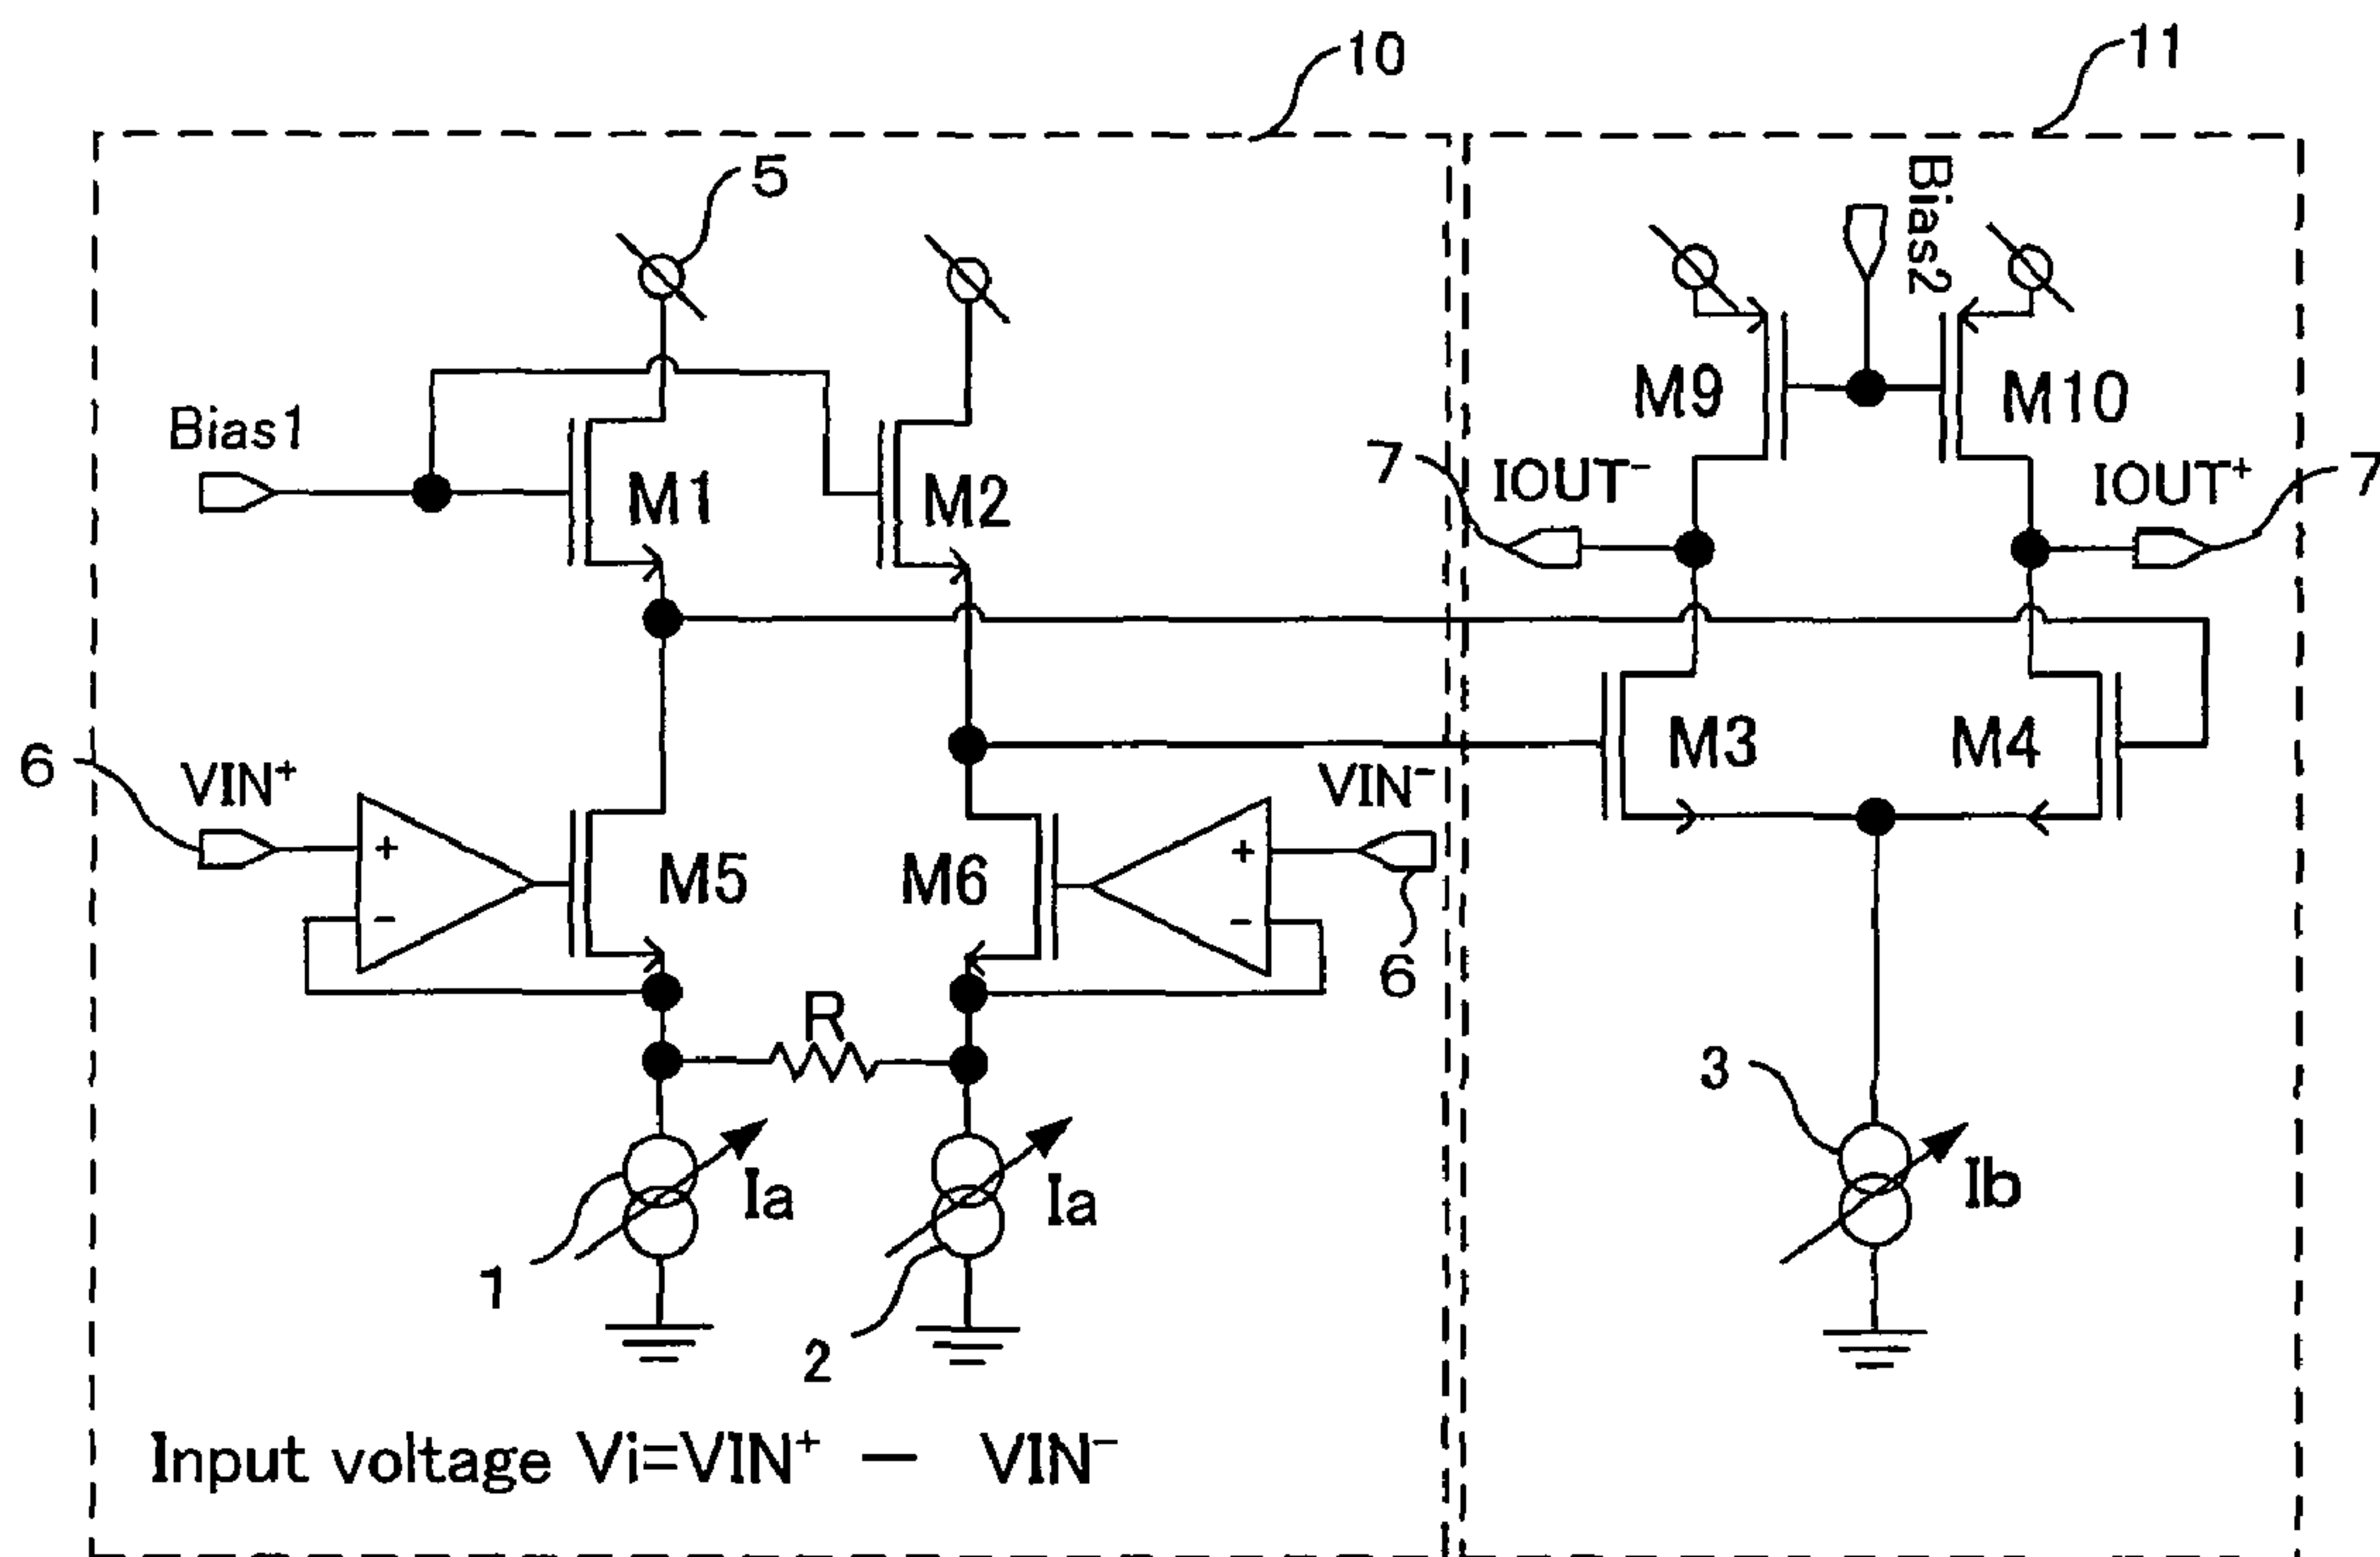 10
11
5
Bias2
Bias1
M1
M2
M9
M10
7
IOUT⁻
IOUT⁺
7
6
VIN⁺
+
-
M5
M6
VIN⁻
+
-
6
M3
M4
R
1
Ia
2
Ia
3
Ib
Input voltage Vi=VIN⁺ — VIN⁻